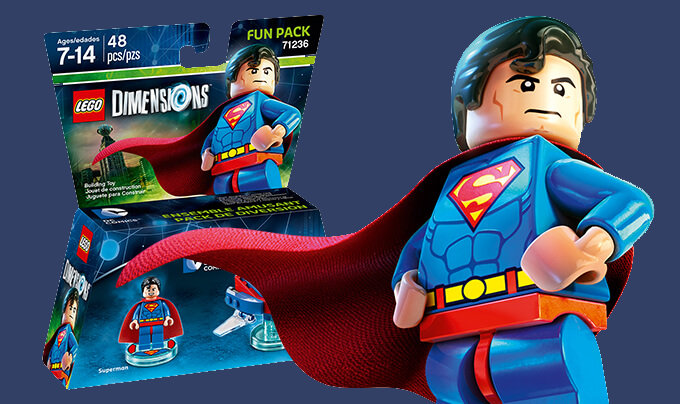 Ages/edades
7-14
48
pcs/pzs
FUN PACK
71236
LEGO DIMENSIONS
Building Toy
Jouet de construction
Juguete para Construir
ENSEMBLE AMUSANT
PACK DE DIVERSIÓN
LEGO DIMENSIONS
Superman